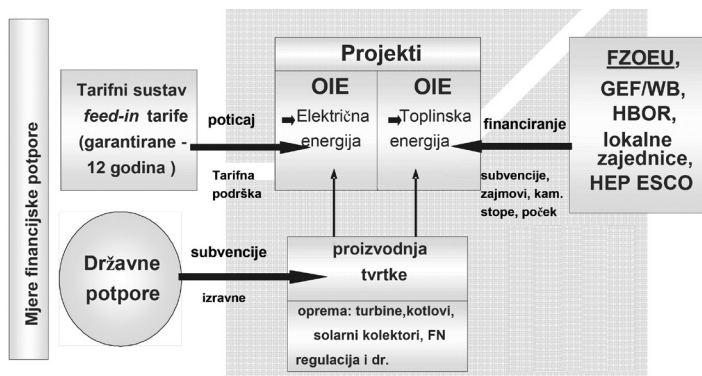 Mjere financijske potpore
Tarifni sustav
feed-in tarife
(garantirane -
12 godina )
poticaj
Tarifna
podrška
Projekti
OIE
Električna
energija
OIE
Toplinska
energija
financiranje
subvencije,
zajmovi, kam.
stope, poček
FZOEU,
GEF/WB,
HBOR,
lokalne
zajednice,
HEP ESCO
Državne
potpore
subvencije
izravne
proizvodnja
tvrtke
oprema: turbine,kotlovi,
solarni kolektori, FN
regulacija i dr.